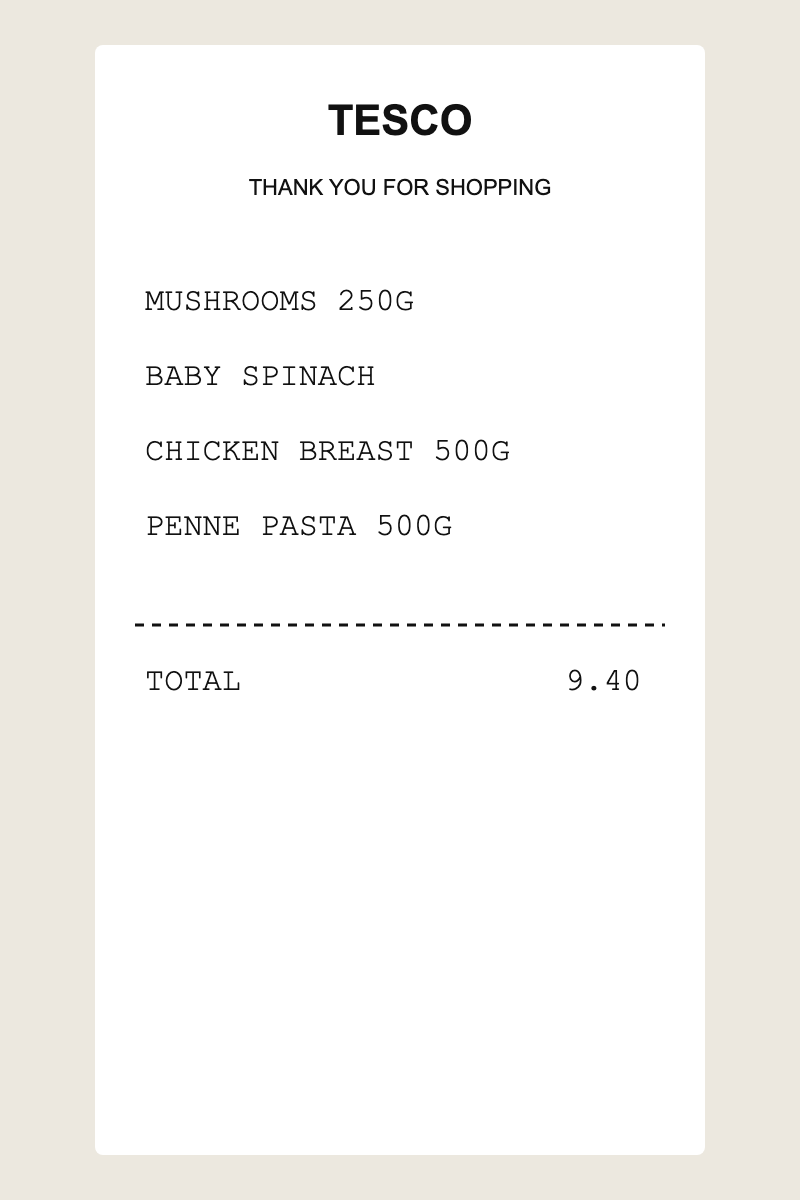 TESCO
THANK YOU FOR SHOPPING
MUSHROOMS 250G
BABY SPINACH
CHICKEN BREAST 500G
PENNE PASTA 500G
TOTAL 9.40